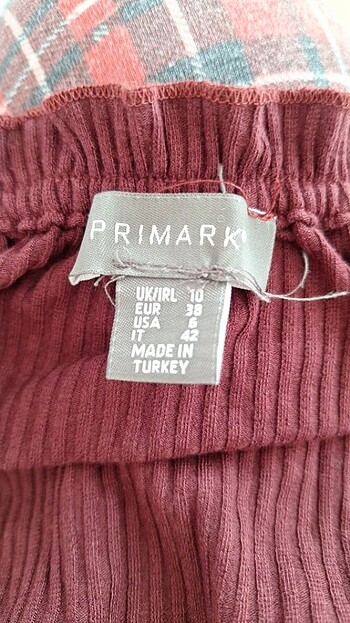 PRIMARK
UK/IRL 10
EUR 38
USA 6
IT 42
MADE IN
TURKEY